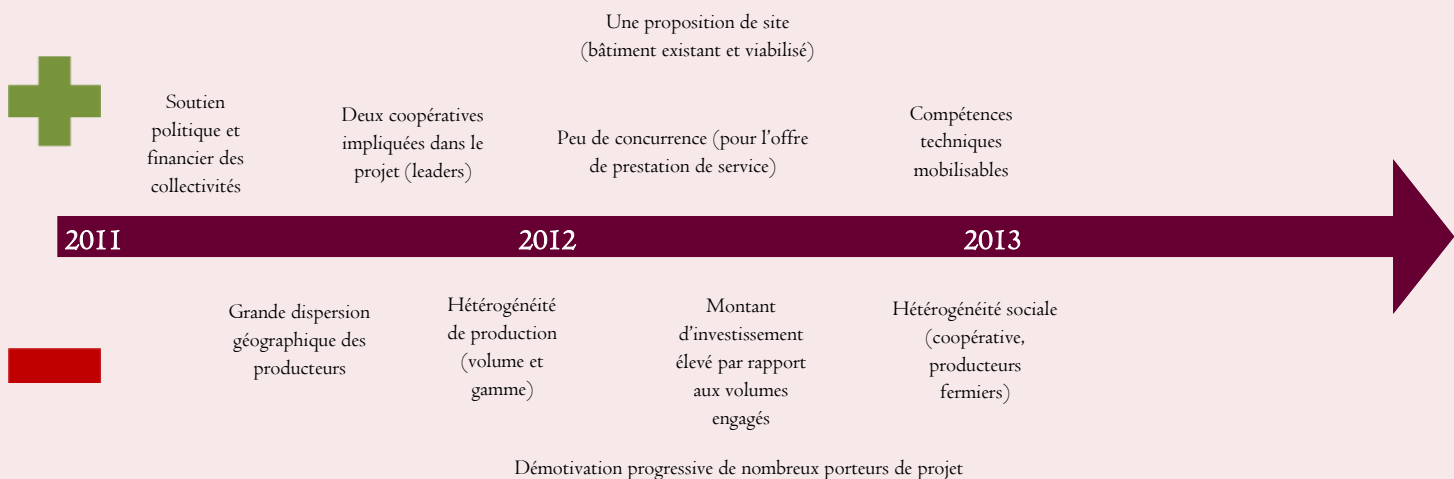 Une proposition de site
(bâtiment existant et viabilisé)
Soutien
politique et
financier des
collectivités
Deux coopératives
impliquées dans le
projet (leaders)
Peu de concurrence (pour l'offre
de prestation de service)
Compétences
techniques
mobilisables
2011
2012
2013
Grande dispersion
géographique des
producteurs
Hétérogénéité
de production
(volume et
gamme)
Montant
d'investissement
élevé par rapport
aux volumes
engagés
Hétérogénéité sociale
(coopérative,
producteurs
fermiers)
Démotivation progressive de nombreux porteurs de projet